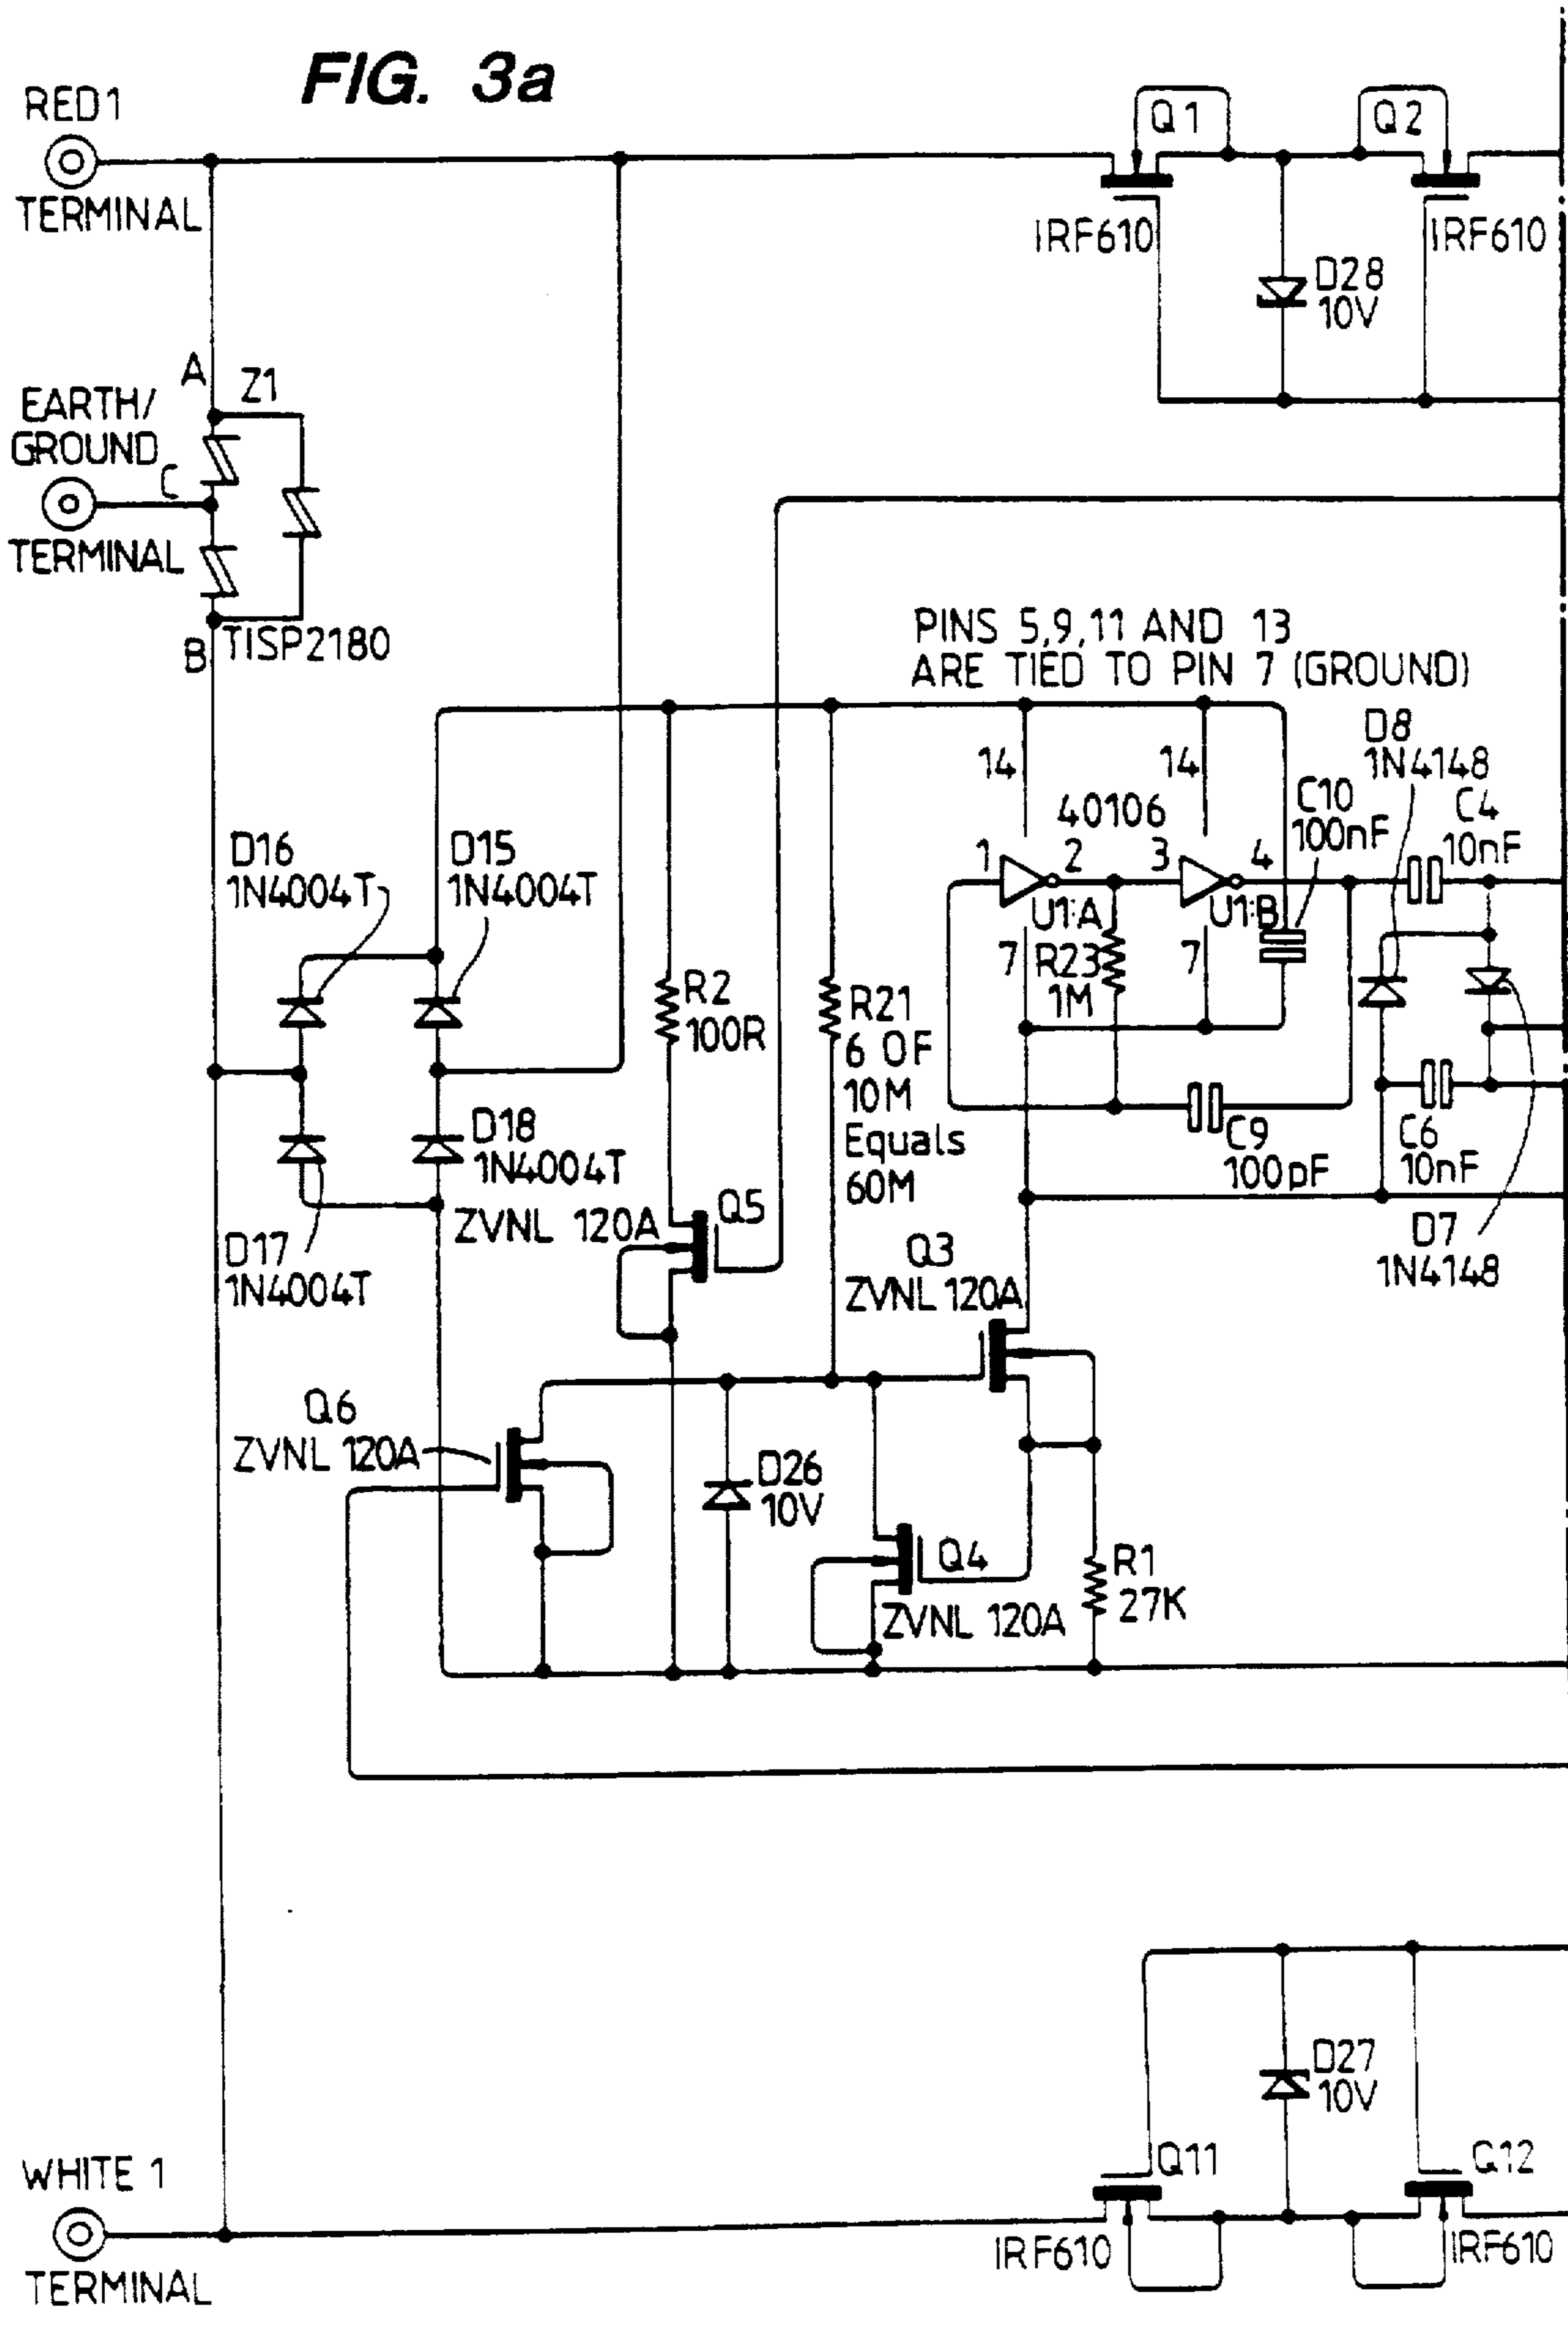 FIG. 3a
RED1
TERMINAL
Q1
Q2
IRF610
IRF610
D28
10V
A
Z1
EARTH/
GROUND
C
TERMINAL
B
TISP2180
PINS 5,9,11 AND 13
ARE TIED TO PIN 7 (GROUND)
D8
1N4148
14
14
C10
100nF
C4
10nF
40106
1
2
3
4
U1:A
U1:B
D16
1N4004T
D15
1N4004T
7
R23
1M
7
R2
100R
R21
6 OF
10M
Equals
60M
C9
100pF
C6
10nF
D18
1N4004T
D17
1N4004T
ZVNL 120A
Q5
Q3
ZVNL 120A
D7
1N4148
Q6
ZVNL 120A
D26
10V
Q4
ZVNL 120A
R1
27K
D27
10V
Q11
Q12
WHITE 1
IRF610
IRF610
TERMINAL